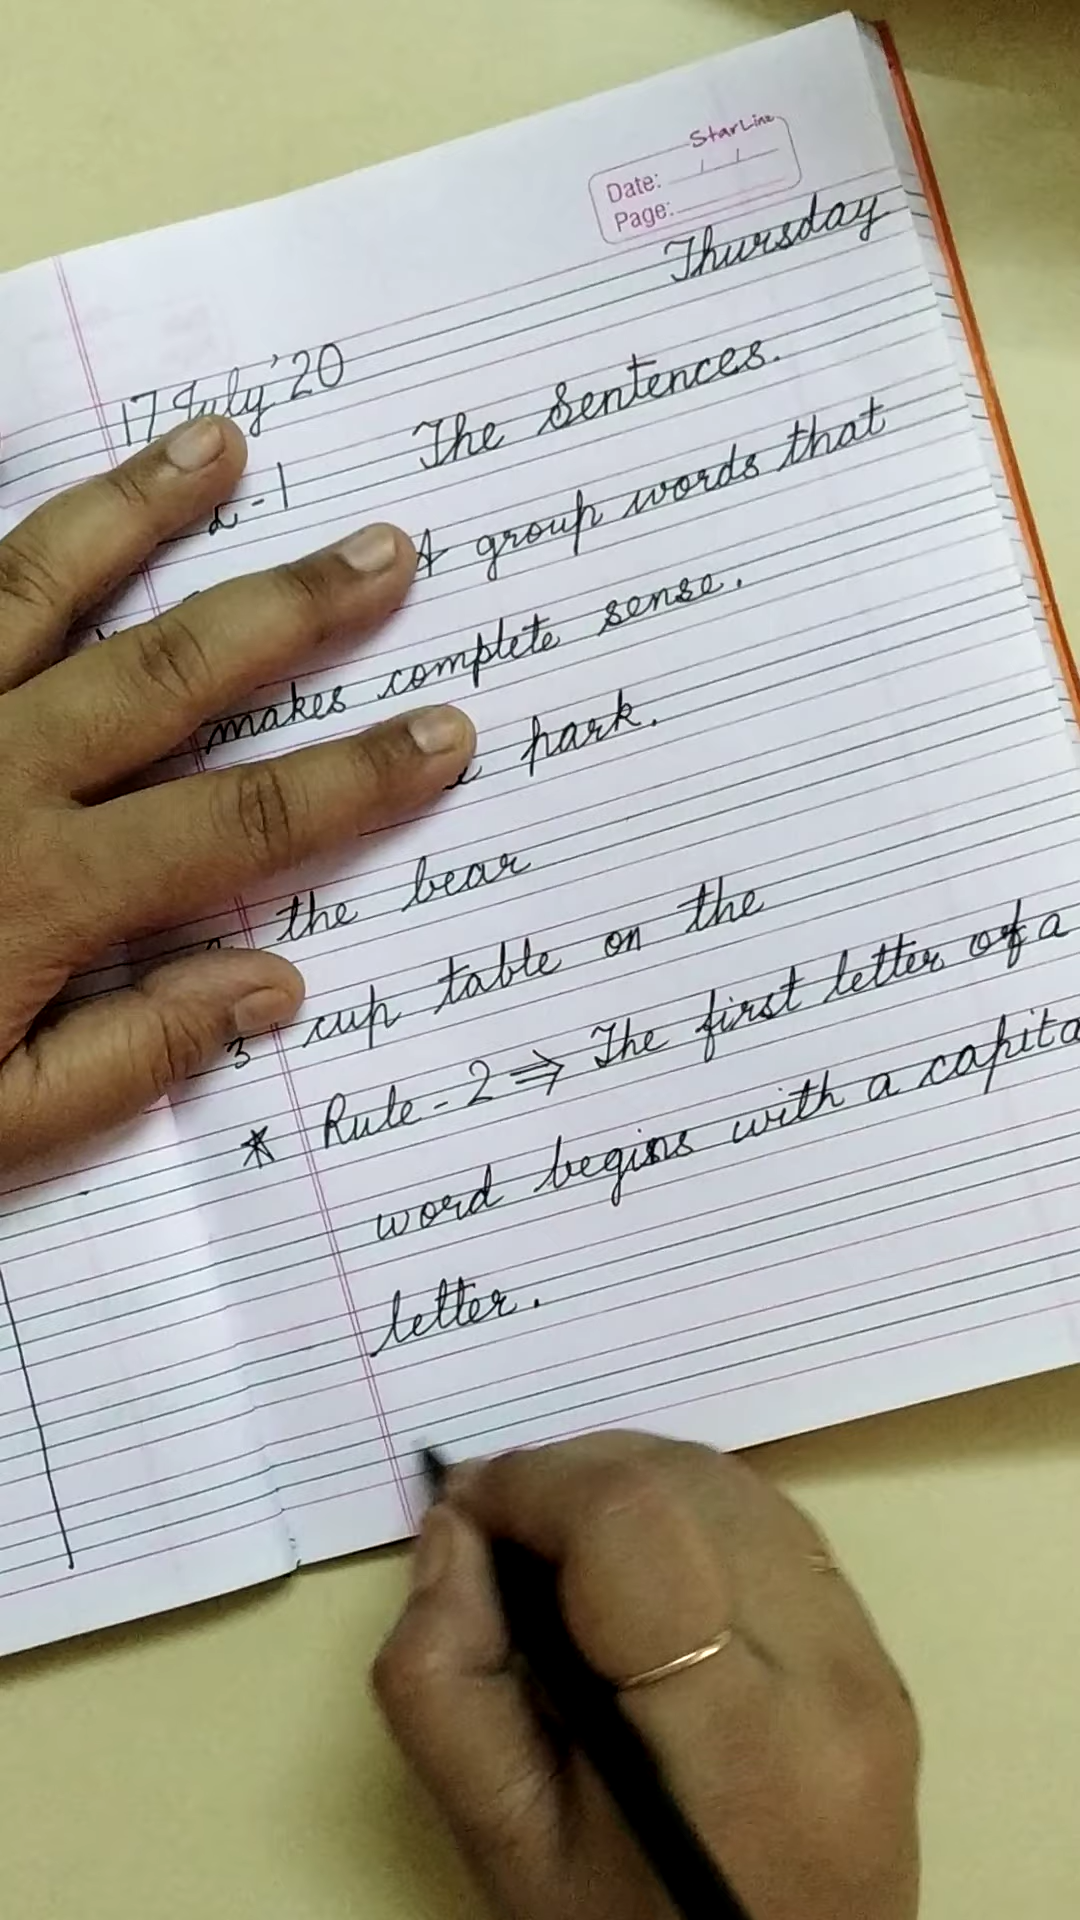 StarLine
Date: / /
Page:
Thursday
17 July '20
The Sentences.
-1
A group words that
makes complete sense.
park.
the bear
3 cup table on the
* Rule-2 ⇒ The first letter of a
word begins with a capita
letter.